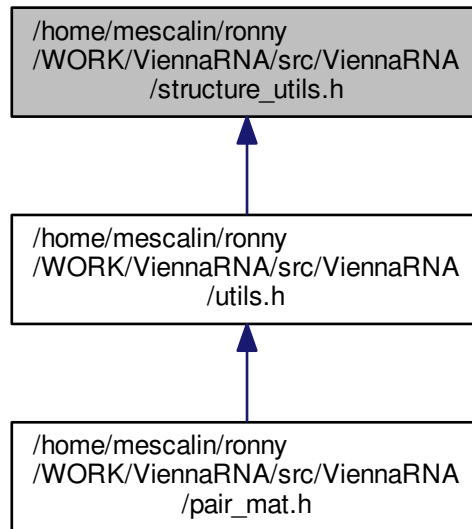 /home/mescalin/ronny
/WORK/ViennaRNA/src/ViennaRNA
/structure_utils.h
/home/mescalin/ronny
/WORK/ViennaRNA/src/ViennaRNA
/utils.h
/home/mescalin/ronny
/WORK/ViennaRNA/src/ViennaRNA
/pair_mat.h